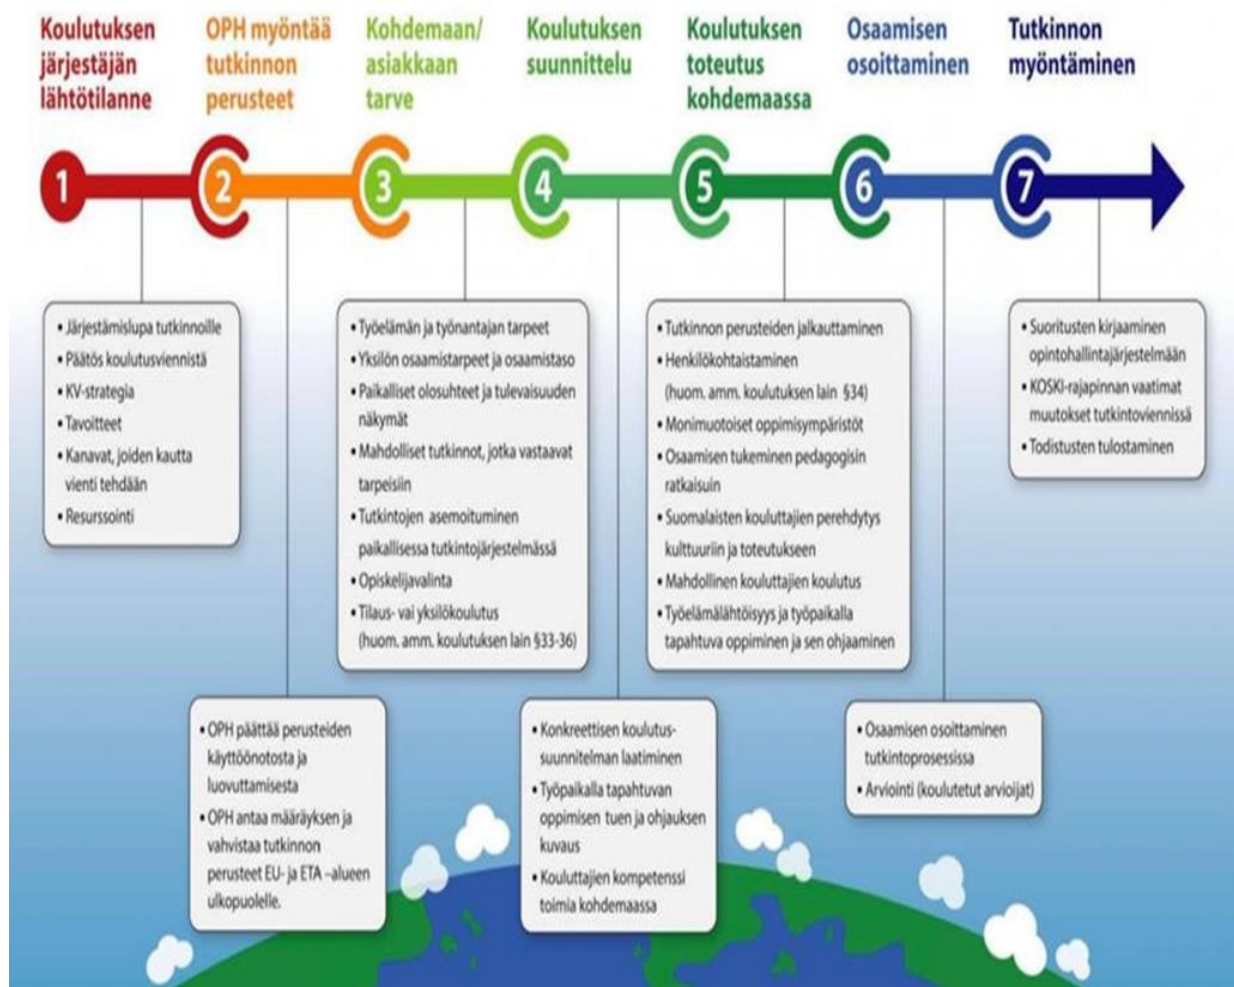 Koulutuksen
järjestäjän
lähtötilanne
OPH myöntää
tutkinnon
perusteet
Kohdemaan/
asiakkaan
tarve
Koulutuksen
suunnittelu
Koulutuksen
toteutus
kohdemaassa
Osaamisen
osoittaminen
Tutkinnon
myöntäminen
1
2
3
4
5
6
7
• Järjestämislupa tutkinnoille
• Päätös koulutusviennistä
• KV-strategia
• Tavoitteet
• Kanavat, joiden kautta
vienti tehdään
• Resurssointi
• OPH päättää perusteiden
käyttöönotosta ja
luovuttamisesta
• OPH antaa määräyksen ja
vahvistaa tutkinnon
perusteet EU- ja ETA –alueen
ulkopuolelle.
• Työelämän ja työnantajan tarpeet
• Yksilön osaamistarpeet ja osaamistaso
• Paikalliset olosuhteet ja tulevaisuuden
näkymät
• Mahdolliset tutkinnot, jotka vastaavat
tarpeisiin
• Tutkintojen asemoituminen
paikallisessa tutkintojärjestelmässä
• Opiskelijavalinta
• Tilaus- vai yksilökoulutus
(huom. amm. koulutuksen lain §33-36)
• Konkreettisen koulutus-
suunnitelman laatiminen
• Työpaikalla tapahtuvan
oppimisen tuen ja ohjauksen
kuvaus
• Kouluttajien kompetenssi
toimia kohdemaassa
• Tutkinnon perusteiden jalkauttaminen
• Henkilökohtaistaminen
(huom. amm. koulutuksen lain §34)
• Monimuotoiset oppimisympäristöt
• Osaamisen tukeminen pedagogisin
ratkaisuin
• Suomalaisten kouluttajien perehdytys
kulttuuriin ja toteutukseen
• Mahdollinen kouluttajien koulutus
• Työelämälähtöisyys ja työpaikalla
tapahtuva oppiminen ja sen ohjaaminen
• Osaamisen osoittaminen
tutkintoprosessissa
• Arviointi (koulutetut arvioijat)
• Suoritusten kirjaaminen
opintohallintajärjestelmään
• KOSKI-rajapinnan vaatimat
muutokset tutkintoviennissä
• Todistusten tulostaminen